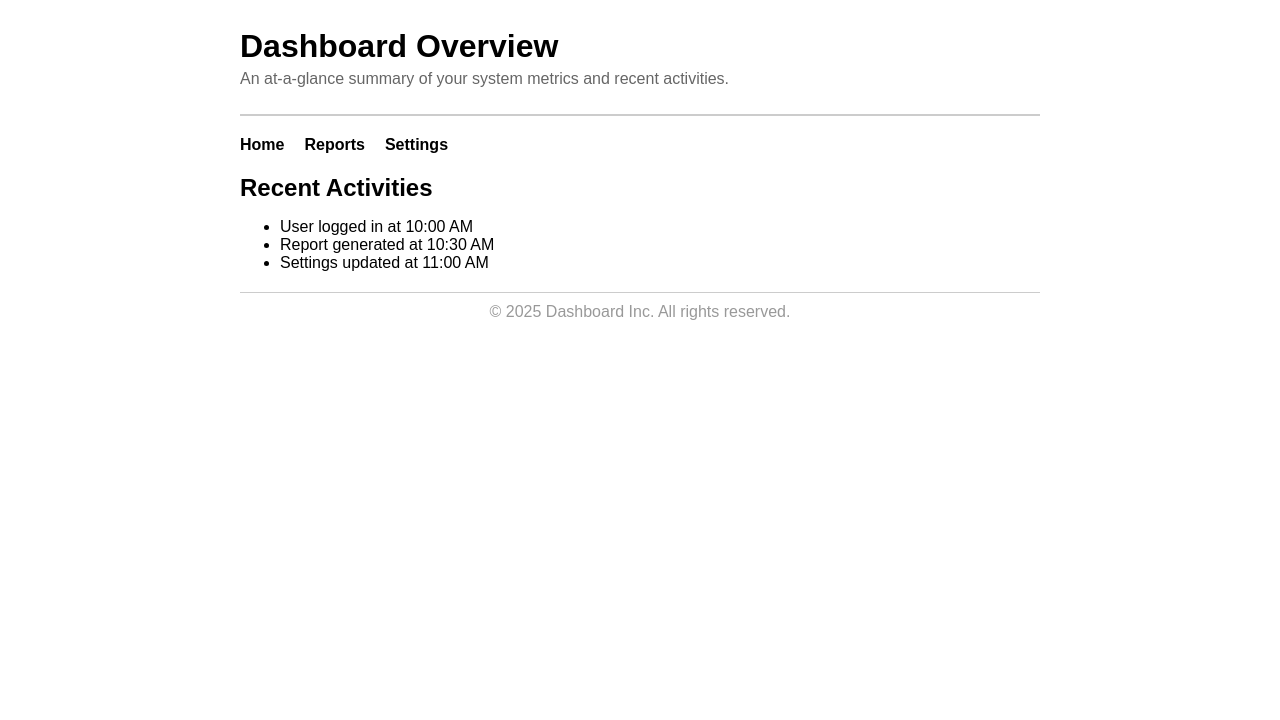 Dashboard Overview
An at-a-glance summary of your system metrics and recent activities.
Home Reports Settings
Recent Activities
User logged in at 10:00 AM
Report generated at 10:30 AM
Settings updated at 11:00 AM
© 2025 Dashboard Inc. All rights reserved.